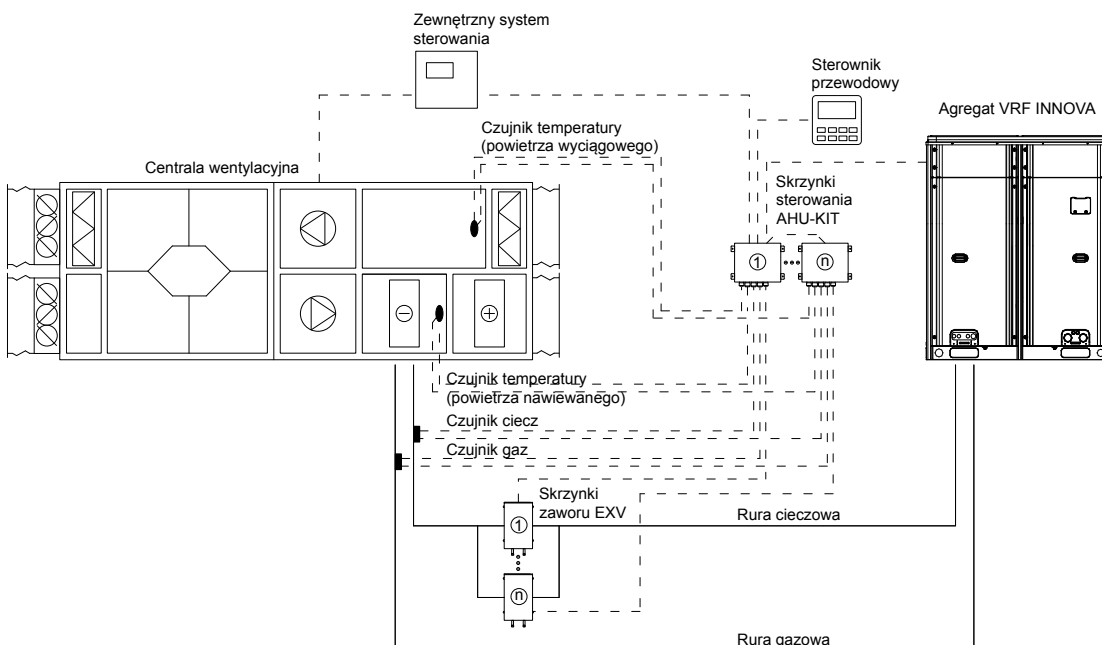 Zewnętrzny system
sterowania
Sterownik
przewodowy
Agregat VRF INNOVA
Czujnik temperatury
(powietrza wyciągowego)
Centrala wentylacyjna
Skrzynki
sterowania
AHU-KIT
1
n
Czujnik temperatury
(powietrza nawiewanego)
Czujnik ciecz
Czujnik gaz
Skrzynki
zaworu EXV
1
Rura cieczowa
n
Rura gazowa